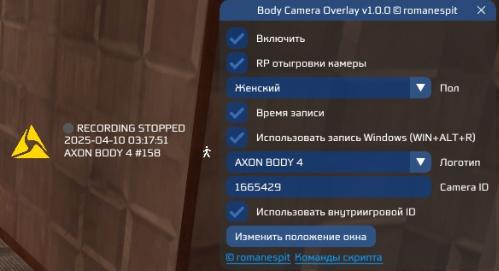 Body Camera Overlay v1.0.0 © romanespit
Включить
RP отыгровки камеры
Женский Пол
Время записи
Использовать запись Windows (WIN+ALT+R)
AXON BODY 4 Логотип
1665429 Camera ID
Использовать внутриигровой ID
Изменить положение окна
© romanespit Команды скрипта
RECORDING STOPPED
2025-04-10 03:17:51
AXON BODY 4 #158